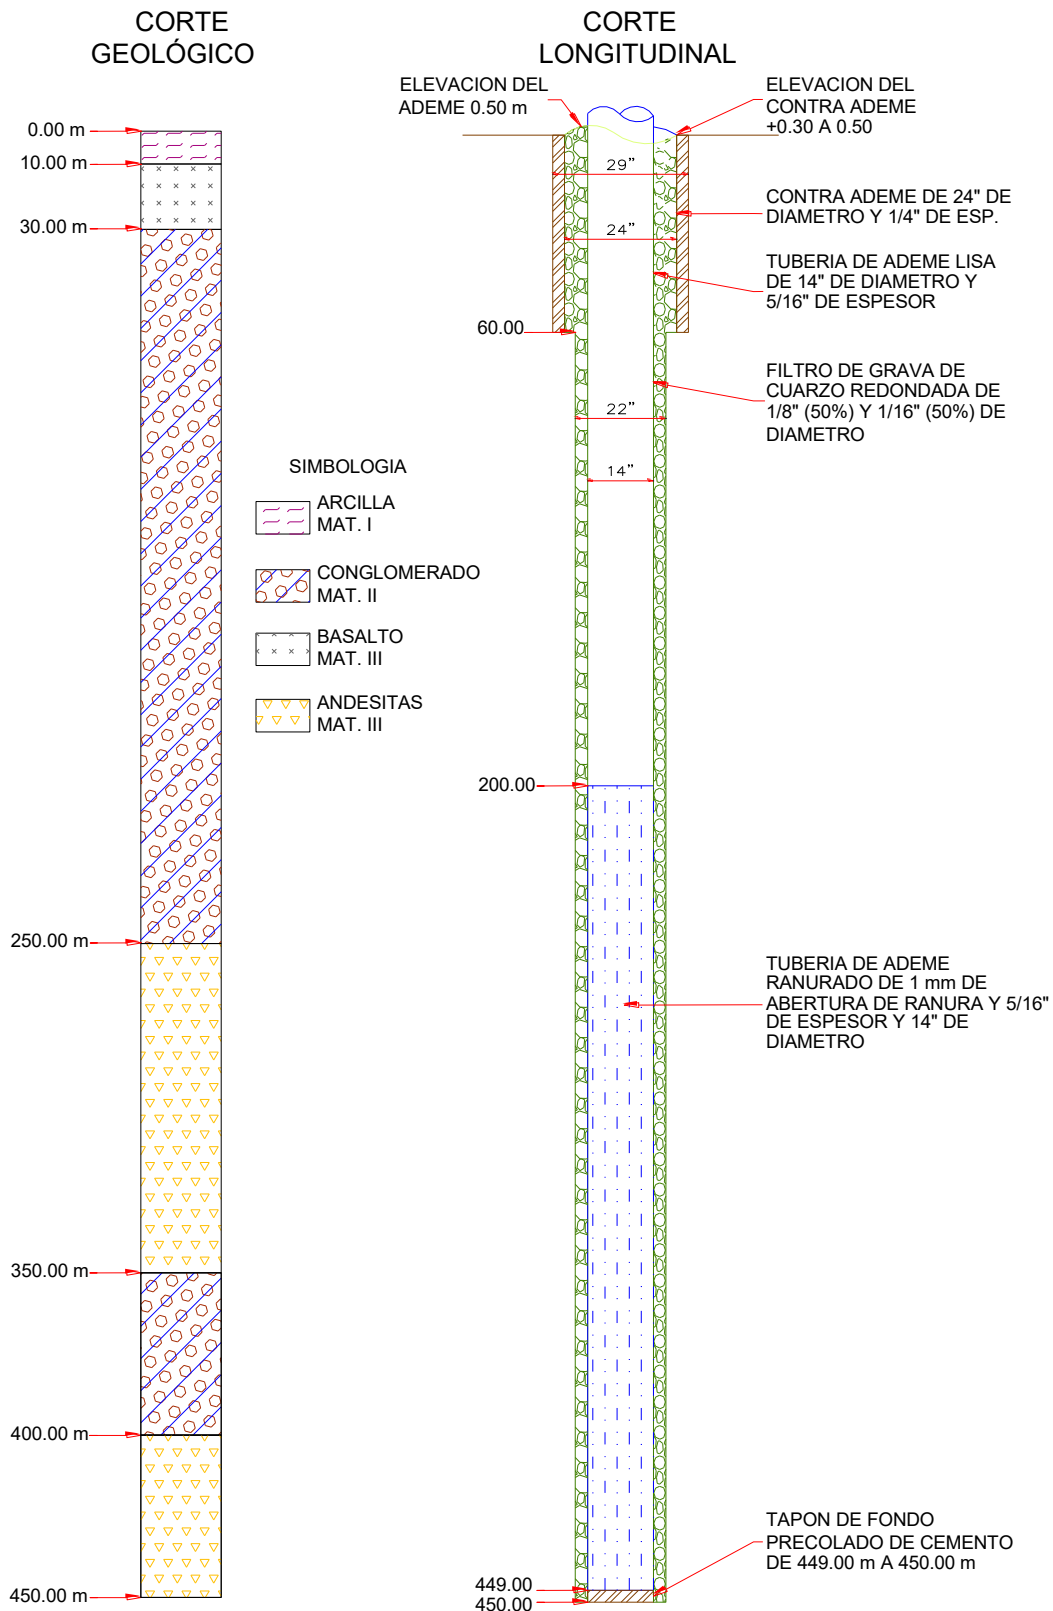 CORTE
GEOLÓGICO
0.00 m
10.00 m
30.00 m
250.00 m
350.00 m
400.00 m
450.00 m
SIMBOLOGIA
ARCILLA
MAT. I
CONGLOMERADO
MAT. II
BASALTO
MAT. III
ANDESITAS
MAT. III
CORTE
LONGITUDINAL
ELEVACION DEL
ADEME 0.50 m
ELEVACION DEL
CONTRA ADEME
+0.30 A 0.50
29"
CONTRA ADEME DE 24" DE
DIAMETRO Y 1/4" DE ESP.
24"
TUBERIA DE ADEME LISA
DE 14" DE DIAMETRO Y
5/16" DE ESPESOR
60.00
FILTRO DE GRAVA DE
CUARZO REDONDADA DE
1/8" (50%) Y 1/16" (50%) DE
DIAMETRO
22"
14"
200.00
TUBERIA DE ADEME
RANURADO DE 1 mm DE
ABERTURA DE RANURA Y 5/16"
DE ESPESOR Y 14" DE
DIAMETRO
TAPON DE FONDO
PRECOLADO DE CEMENTO
DE 449.00 m A 450.00 m
449.00
450.00